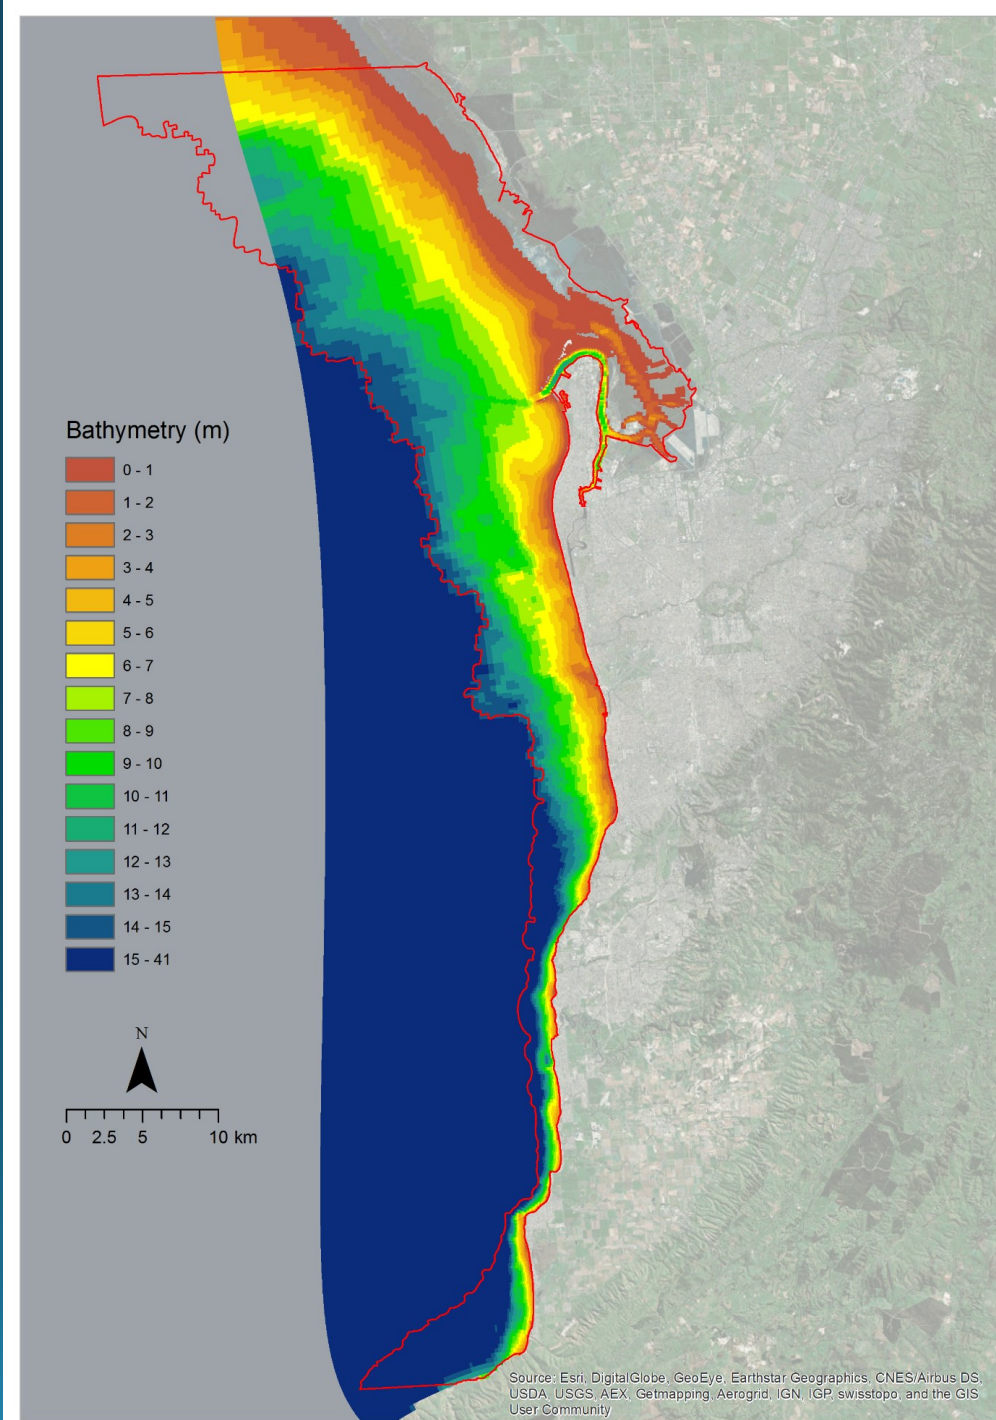 Bathymetry (m)
0 - 1
1 - 2
2 - 3
3 - 4
4 - 5
5 - 6
6 - 7
7 - 8
8 - 9
9 - 10
10 - 11
11 - 12
12 - 13
13 - 14
14 - 15
15 - 41
N
0 2.5 5 10 km
Source: Esri, DigitalGlobe, GeoEye, Earthstar Geographics, CNES/Airbus DS,
USDA, USGS, AEX, Getmapping, Aerogrid, IGN, IGP, swisstopo, and the GIS
User Community